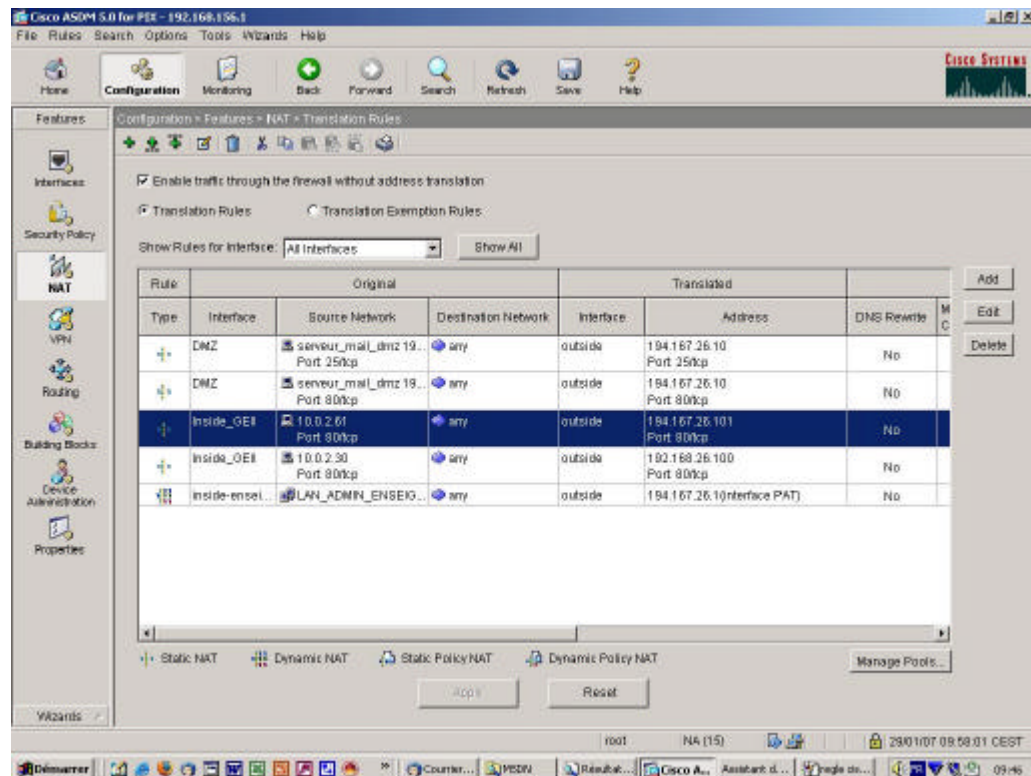 Cisco ASDM 5.0 for PIX - 192.168.156.1
File Rules Search Options Tools Wizards Help
Home Configuration Monitoring Back Forward Search Refresh Save Help
CISCO SYSTEMS
Features
Configuration > Features > NAT > Translation Rules
Interfaces
Security Policy
NAT
VPN
Routing
Building Blocks
Device Administration
Properties
Wizards
Enable traffic through the firewall without address translation
Translation Rules Translation Exemption Rules
Show Rules for Interface: All Interfaces Show All
Rule Original Translated
Type Interface Source Network Destination Network Interface Address DNS Rewrite M C
DMZ serveur_mail_dmz 19... any outside 194.167.26.10 No
Port 25/tcp Port 25/tcp
DMZ serveur_mail_dmz 19... any outside 194.167.26.10 No
Port 80/tcp Port 80/tcp
Inside_GEII 10.0.2.61 any outside 194.167.26.101 No
Port 80/tcp Port 80/tcp
Inside_GEII 10.0.2.30 any outside 192.168.26.100 No
Port 80/tcp Port 80/tcp
inside-ensei... LAN_ADMIN_ENSEIG... any outside 194.167.26.1(interface PAT) No
Add
Edit
Delete
Static NAT Dynamic NAT Static Policy NAT Dynamic Policy NAT
Manage Pools...
Apply Reset
root NA (15) 29/01/07 09:58:01 CEST
Démarrer Courrier... MSDN Résultat... Cisco A... Assistant d... 09:46